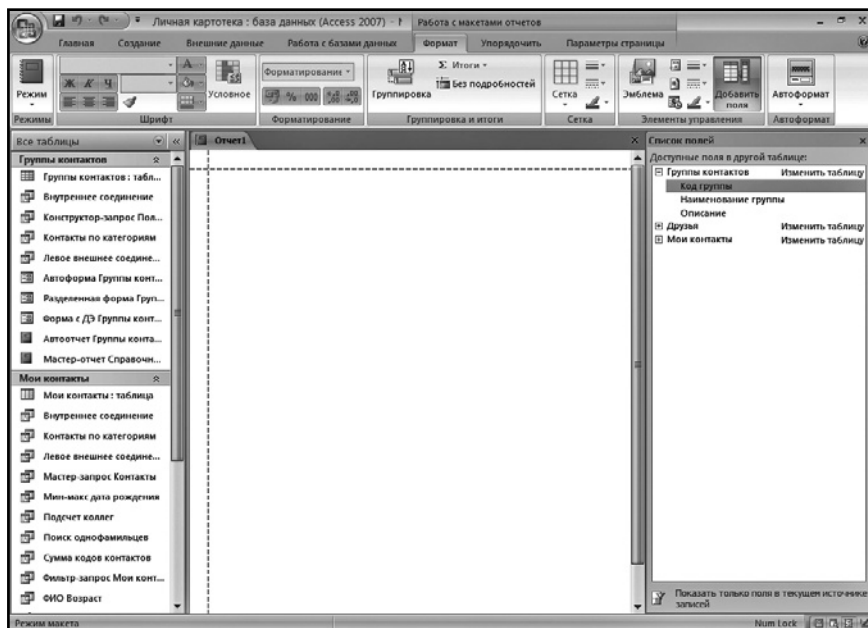 Личная картотека : база данных (Access 2007) -
Работа с макетами отчетов
Главная Создание Внешние данные Работа с базами данных Формат Упорядочить Параметры страницы
Режим
Режимы
Ж К Ч
Условное
Шрифт
Форматирование
% 000
Форматирование
Группировка
Σ Итоги
Без подробностей
Группировка и итоги
Сетка
Сетка
Эмблема
Добавить поля
Элементы управления
Автоформат
Автоформат
Все таблицы
Группы контактов
Группы контактов : табл...
Внутреннее соединение
Конструктор-запрос Пол...
Контакты по категориям
Левое внешнее соедине...
Автоформа Группы конт...
Разделенная форма Груп...
Форма с ДЭ Группы конт...
Автоотчет Группы конта...
Мастер-отчет Справочн...
Мои контакты
Мои контакты : таблица
Внутреннее соединение
Контакты по категориям
Левое внешнее соедине...
Мастер-запрос Контакты
Мин-макс дата рождения
Подсчет коллег
Поиск однофамильцев
Сумма кодов контактов
Фильтр-запрос Мои конт...
ФИО Возраст
Отчет1
Список полей
Доступные поля в другой таблице:
Группы контактов Изменить таблицу
Код группы
Наименование группы
Описание
Друзья Изменить таблицу
Мои контакты Изменить таблицу
Показать только поля в текущем источнике
записей
Режим макета
Num Lock